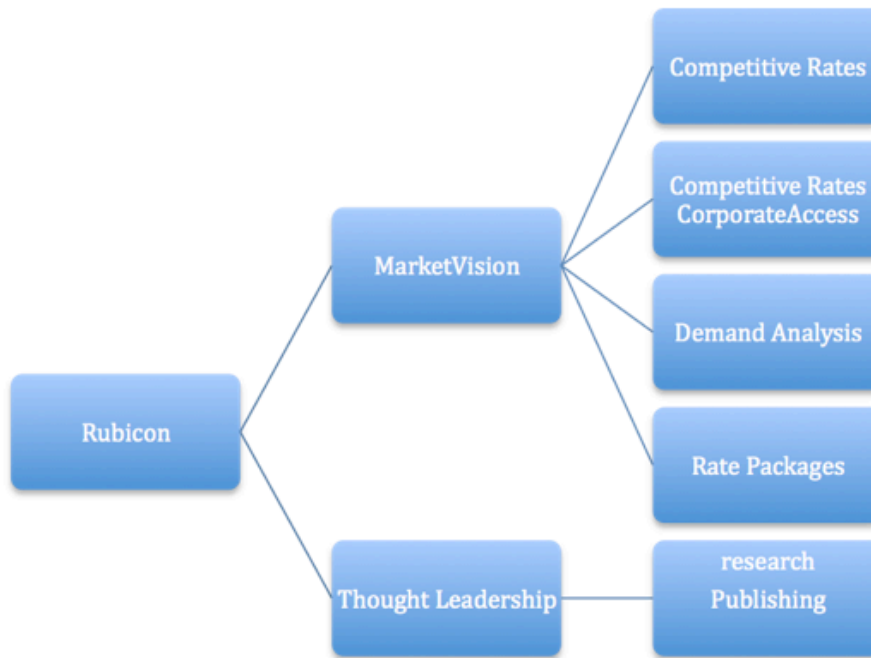 Competitive Rates
Competitive Rates
CorporateAccess
MarketVision
Demand Analysis
Rubicon
Rate Packages
Thought Leadership
research
Publishing